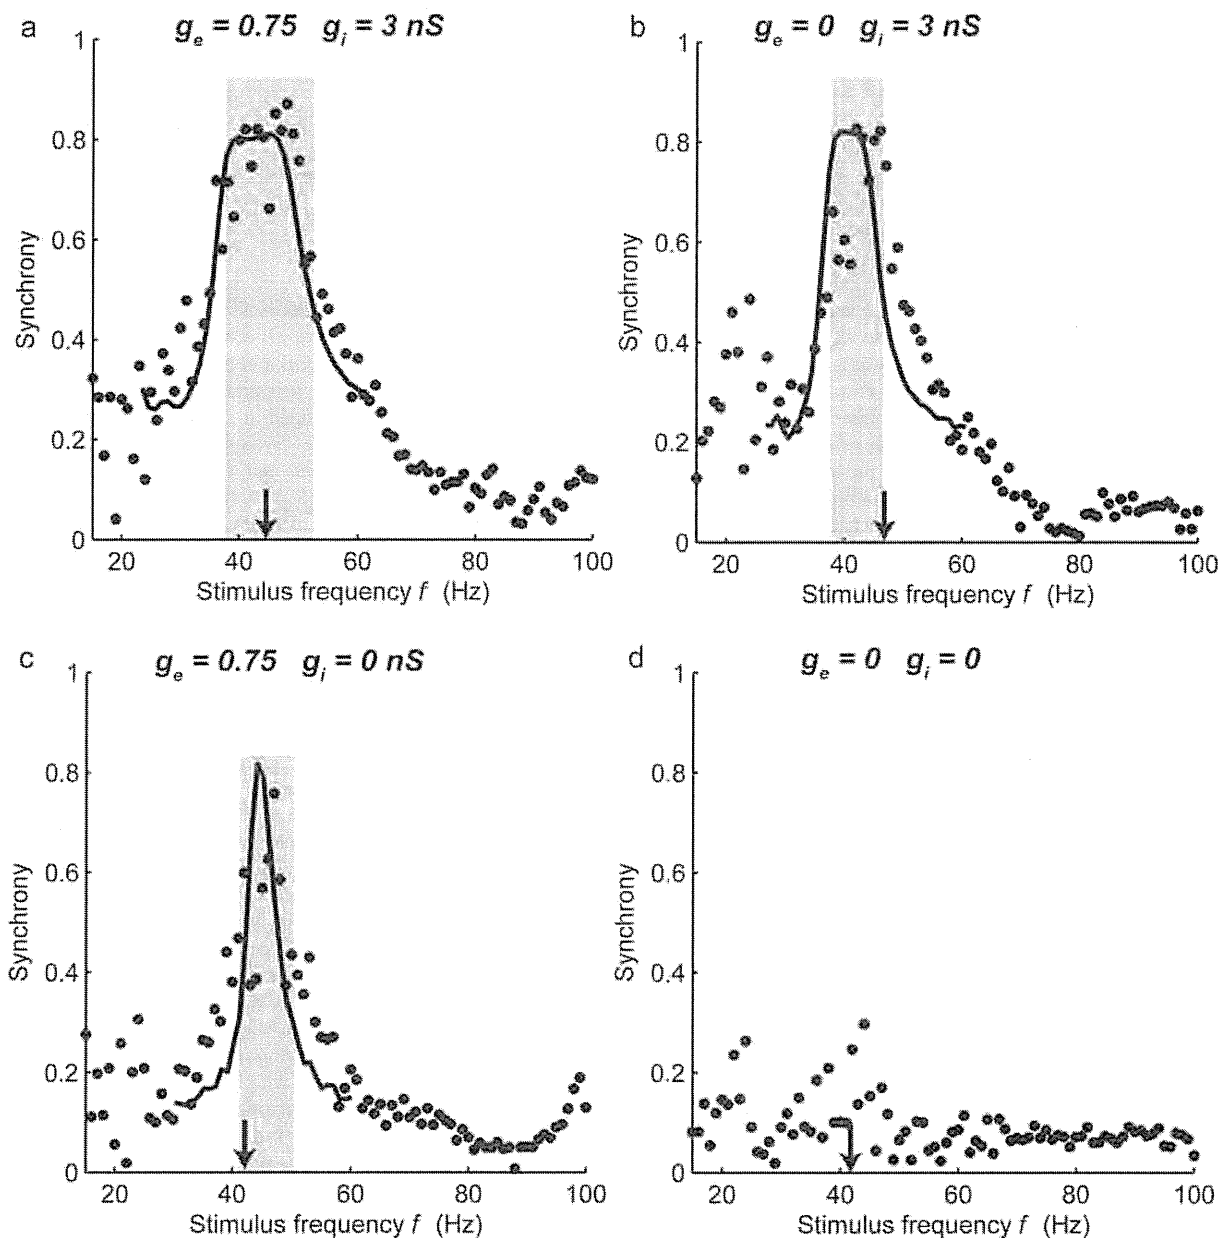 a
g_e = 0.75 g_i = 3 nS
1
0.8
0.6
0.4
0.2
0
Synchrony
20 40 60 80 100
Stimulus frequency f (Hz)
b
g_e = 0 g_i = 3 nS
1
0.8
0.6
0.4
0.2
0
Synchrony
20 40 60 80 100
Stimulus frequency f (Hz)
c
g_e = 0.75 g_i = 0 nS
1
0.8
0.6
0.4
0.2
0
Synchrony
20 40 60 80 100
Stimulus frequency f (Hz)
d
g_e = 0 g_i = 0
1
0.8
0.6
0.4
0.2
0
Synchrony
20 40 60 80 100
Stimulus frequency f (Hz)